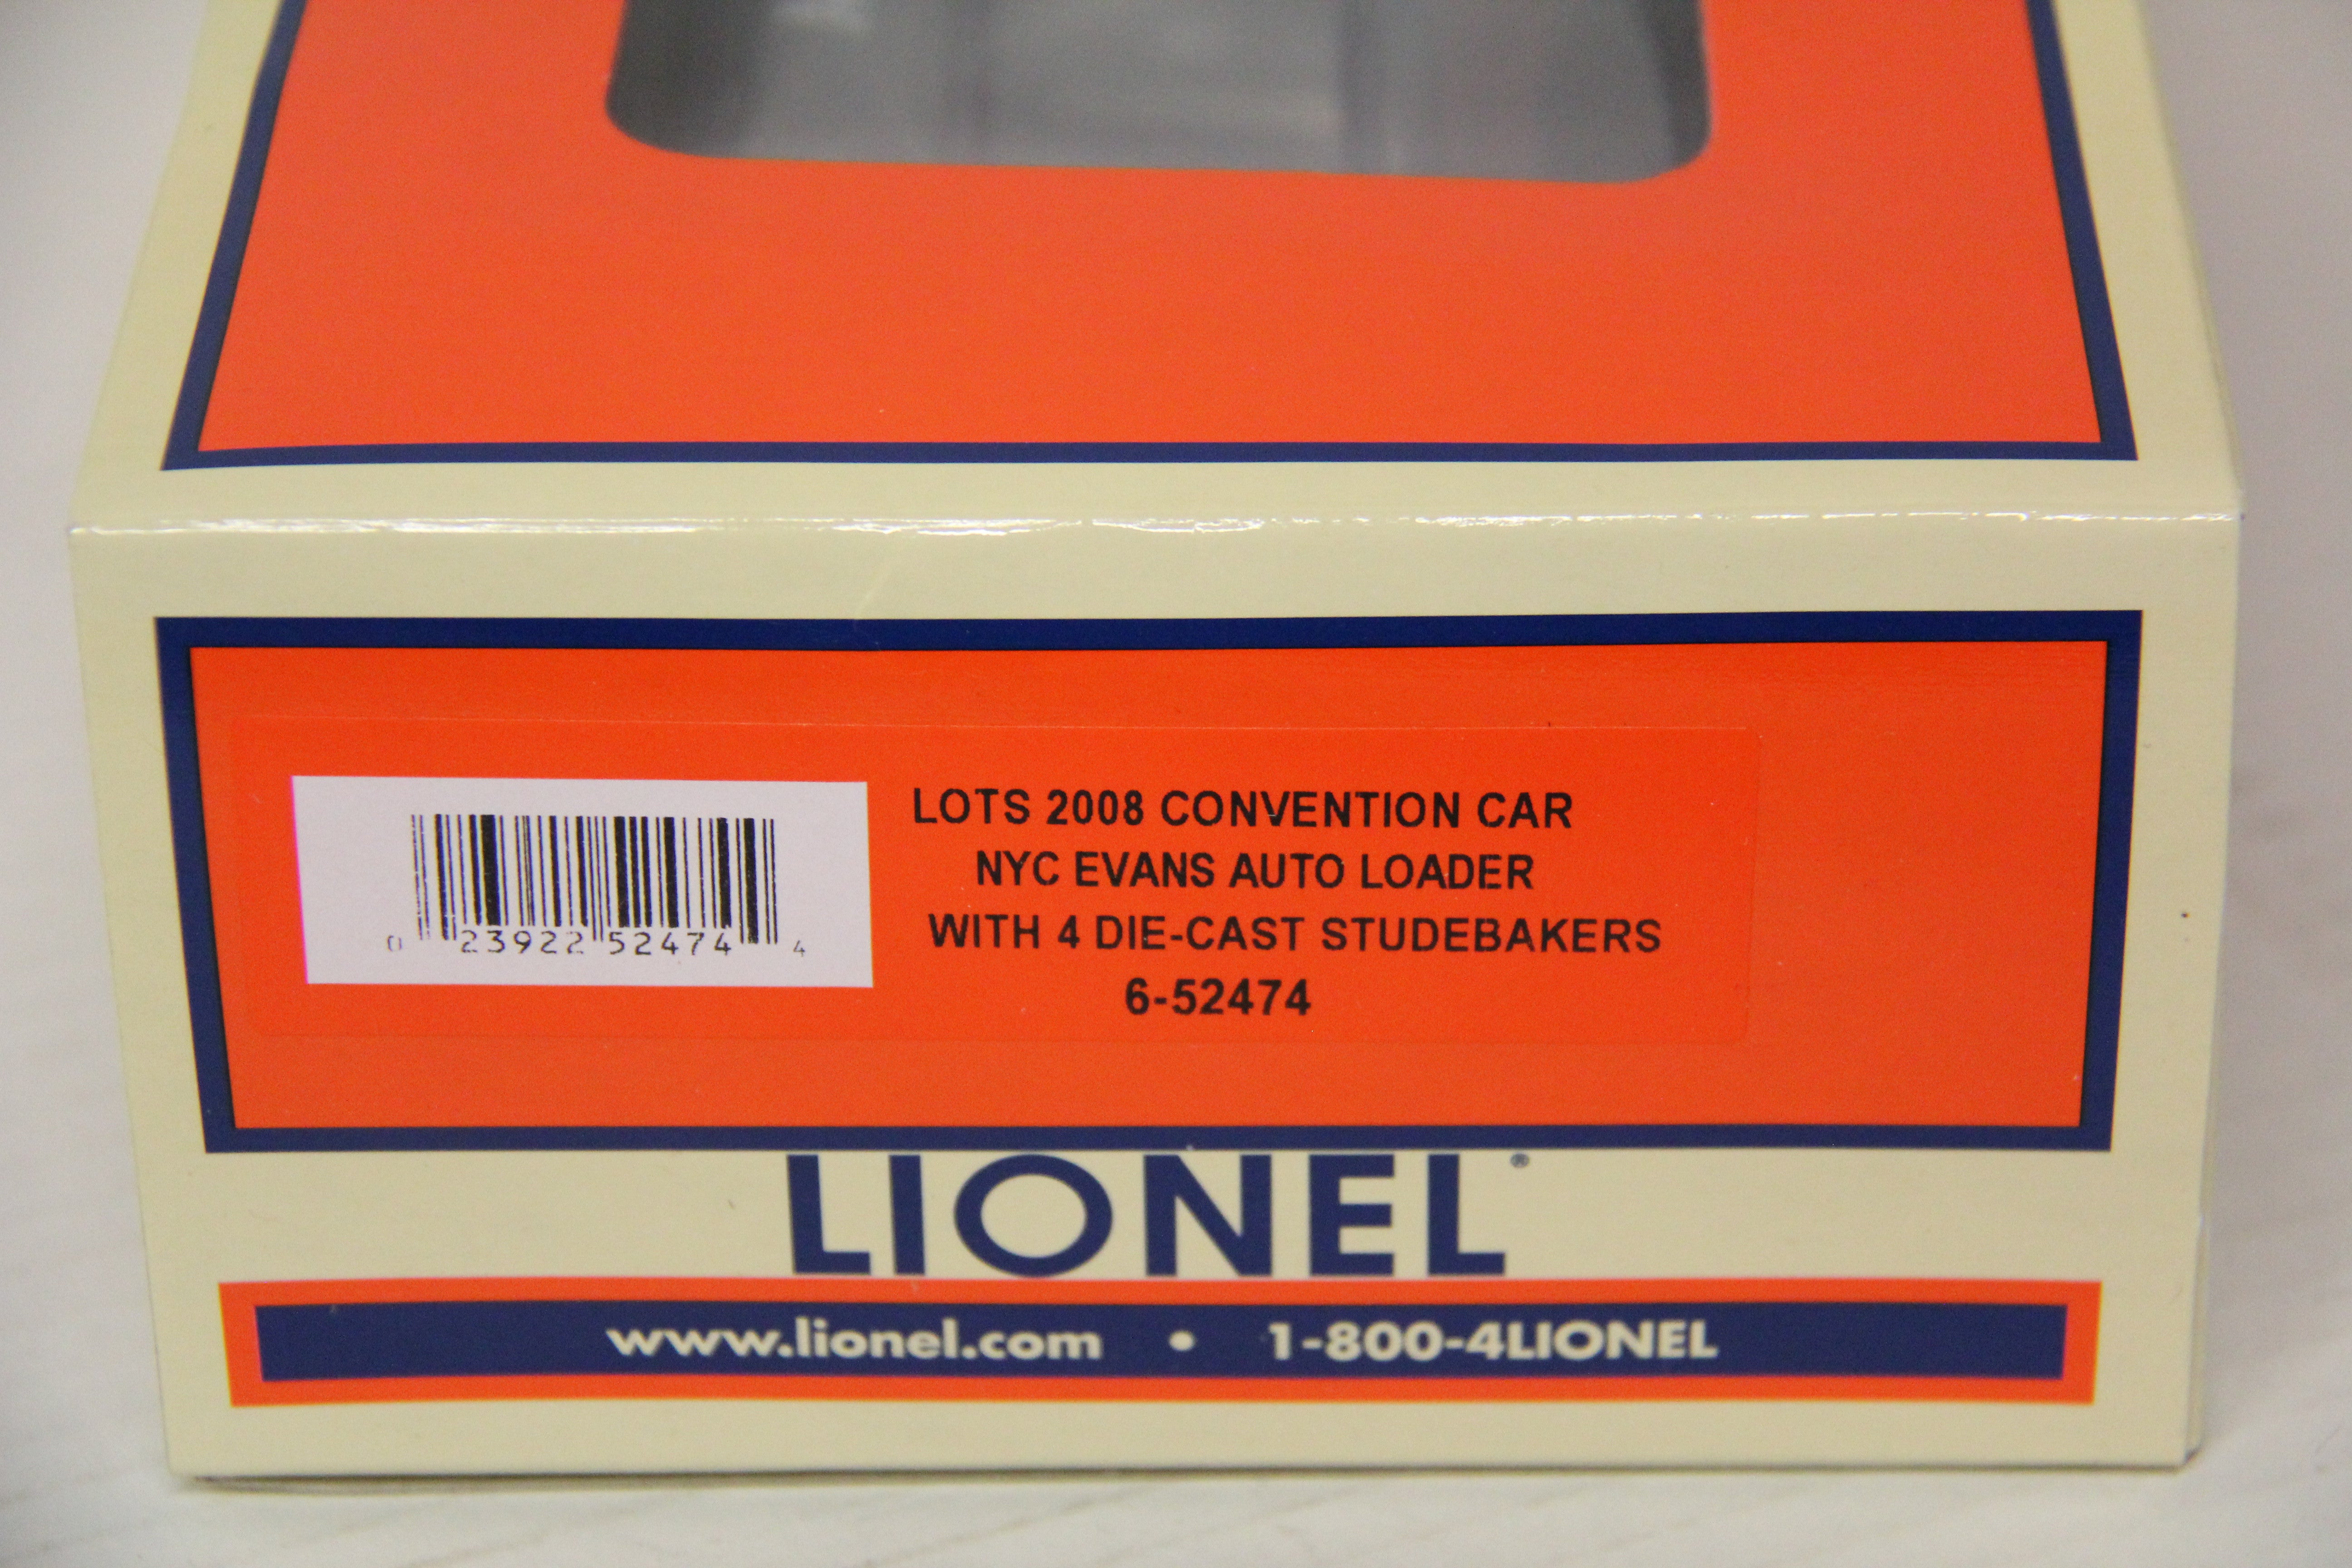 LOTS 2008 CONVENTION CAR
NYC EVANS AUTO LOADER
WITH 4 DIE-CAST STUDEBAKERS
6-52474
0 23922 52474 4
LIONEL®
www.lionel.com • 1-800-4LIONEL